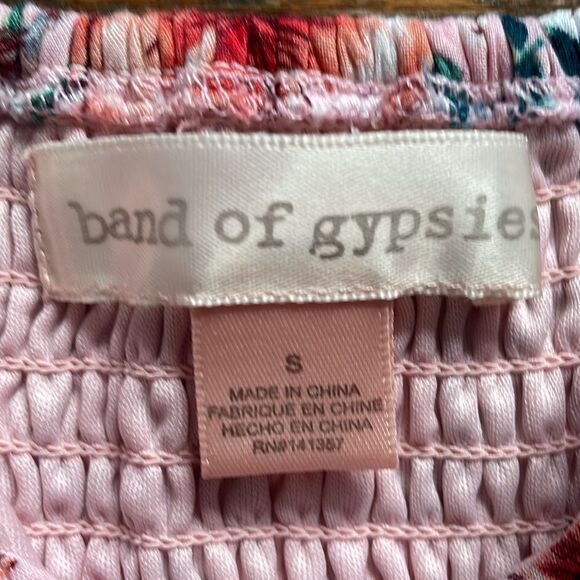 band of gypsies
S
MADE IN CHINA
FABRIQUE EN CHINE
HECHO EN CHINA
RN#141357